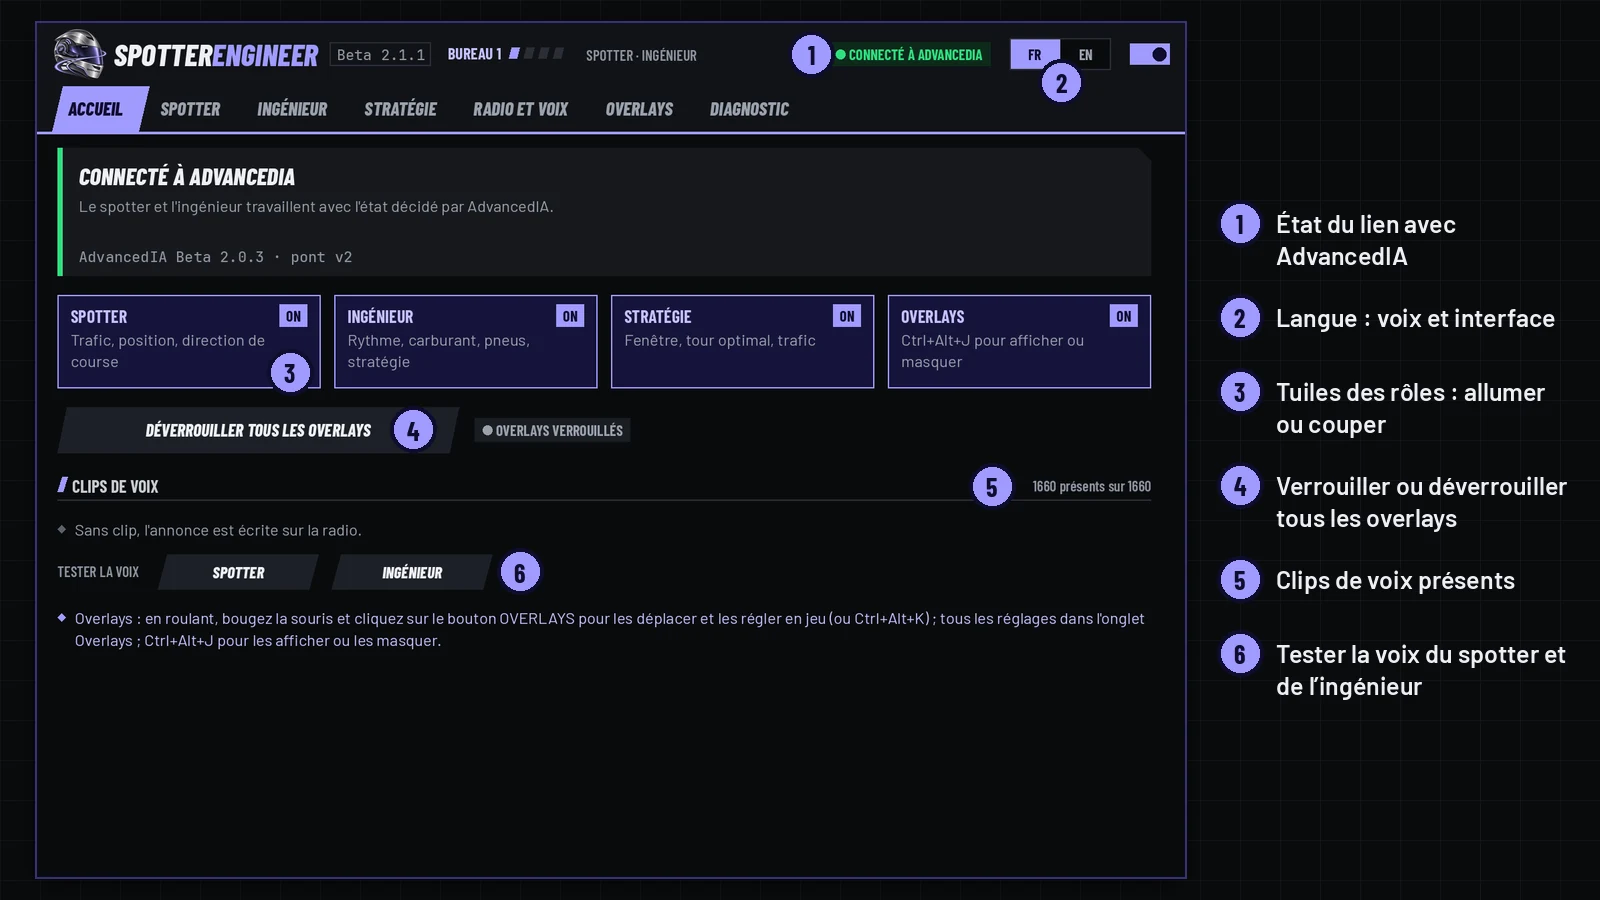 SPOTTERENGINEER Beta 2.1.1 BUREAU 1 SPOTTER · INGÉNIEUR 1 CONNECTÉ À ADVANCEDIA FR EN
2
ACCUEIL SPOTTER INGÉNIEUR STRATÉGIE RADIO ET VOIX OVERLAYS DIAGNOSTIC
CONNECTÉ À ADVANCEDIA
Le spotter et l'ingénieur travaillent avec l'état décidé par AdvancedIA.
AdvancedIA Beta 2.0.3 · pont v2
SPOTTER ON
Trafic, position, direction de
course
3
INGÉNIEUR ON
Rythme, carburant, pneus,
stratégie
STRATÉGIE ON
Fenêtre, tour optimal, trafic
OVERLAYS ON
Ctrl+Alt+J pour afficher ou
masquer
DÉVERROUILLER TOUS LES OVERLAYS 4 OVERLAYS VERROUILLÉS
CLIPS DE VOIX 5 1660 présents sur 1660
Sans clip, l'annonce est écrite sur la radio.
TESTER LA VOIX SPOTTER INGÉNIEUR 6
Overlays : en roulant, bougez la souris et cliquez sur le bouton OVERLAYS pour les déplacer et les régler en jeu (ou Ctrl+Alt+K) ; tous les réglages dans l'onglet
Overlays ; Ctrl+Alt+J pour les afficher ou les masquer.
1 État du lien avec
AdvancedIA
2 Langue : voix et interface
3 Tuiles des rôles : allumer
ou couper
4 Verrouiller ou déverrouiller
tous les overlays
5 Clips de voix présents
6 Tester la voix du spotter et
de l’ingénieur